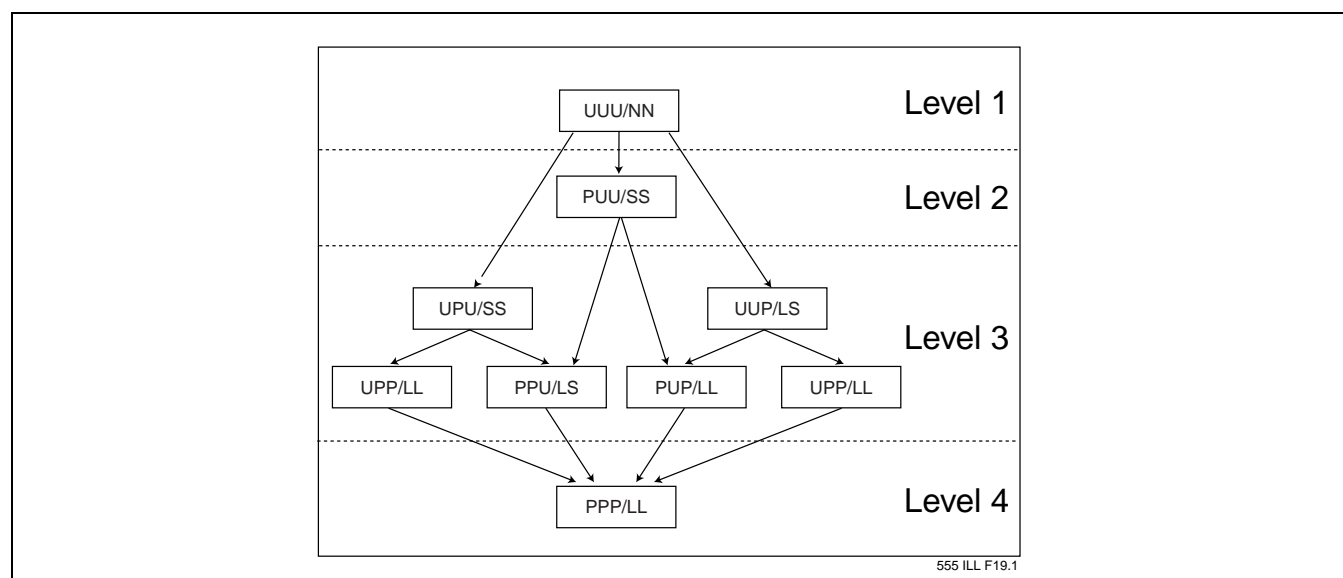 Level 1
UUU/NN
PUU/SS
Level 2
UPU/SS
UUP/LS
Level 3
UPP/LL
PPU/LS
PUP/LL
UPP/LL
PPP/LL
Level 4
555 ILL F19.1